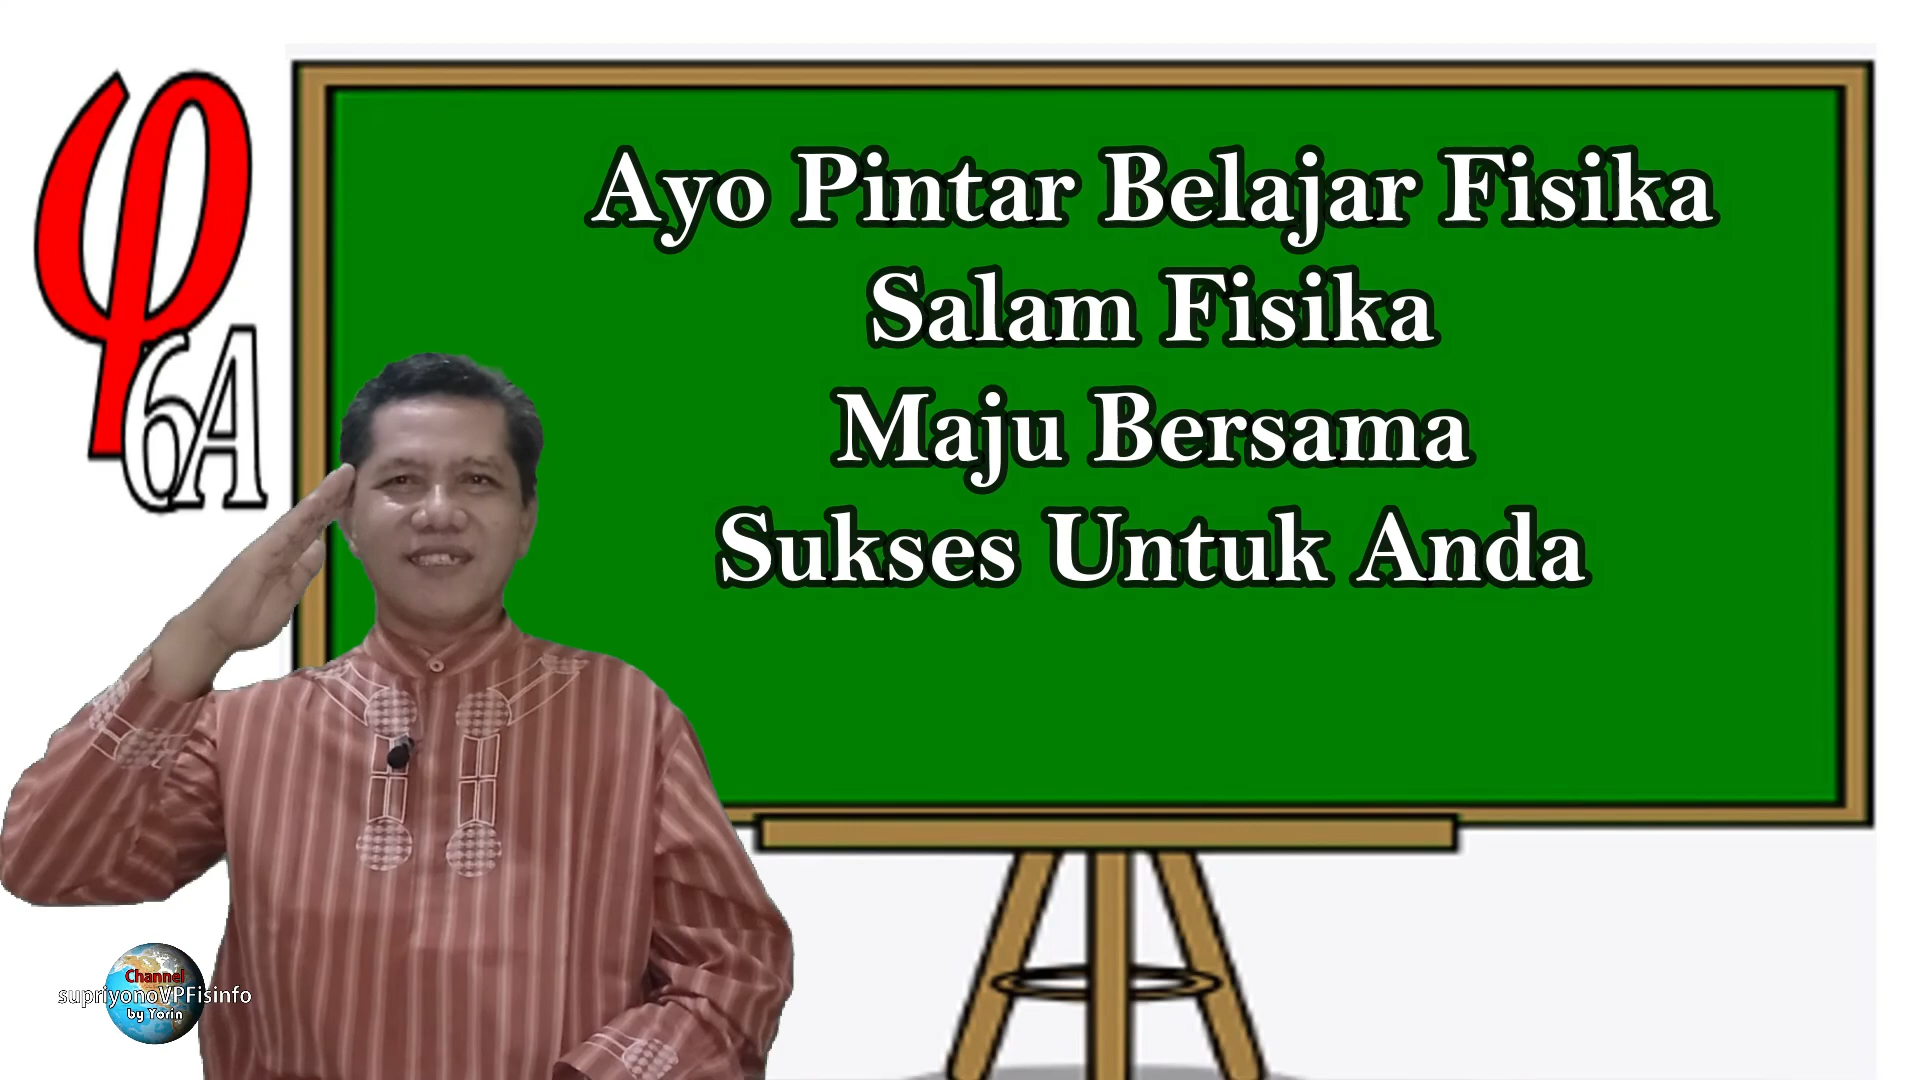 φ
6A
Ayo Pintar Belajar Fisika
Salam Fisika
Maju Bersama
Sukses Untuk Anda
Channel
supriyonoVPFisinfo
by Yorin